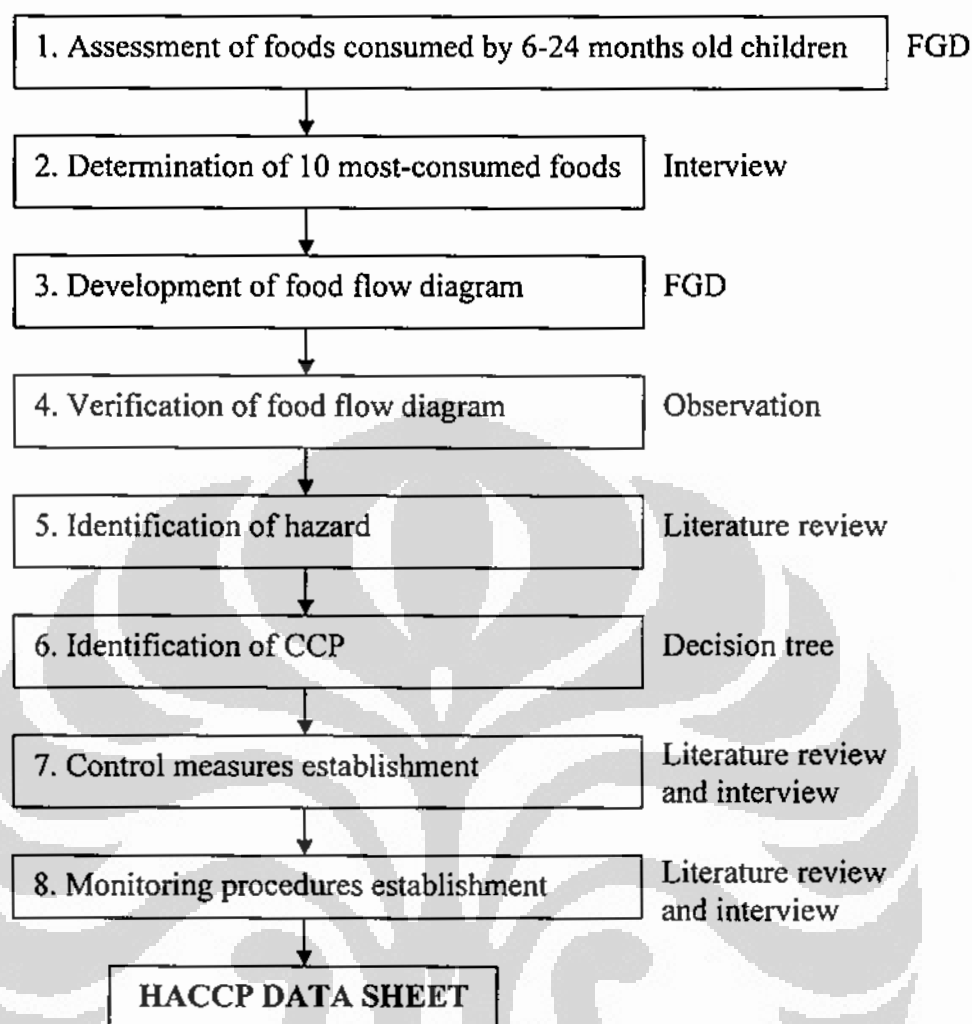 1. Assessment of foods consumed by 6-24 months old children FGD
2. Determination of 10 most-consumed foods Interview
3. Development of food flow diagram FGD
4. Verification of food flow diagram Observation
5. Identification of hazard Literature review
6. Identification of CCP Decision tree
7. Control measures establishment Literature review
and interview
8. Monitoring procedures establishment Literature review
and interview
HACCP DATA SHEET